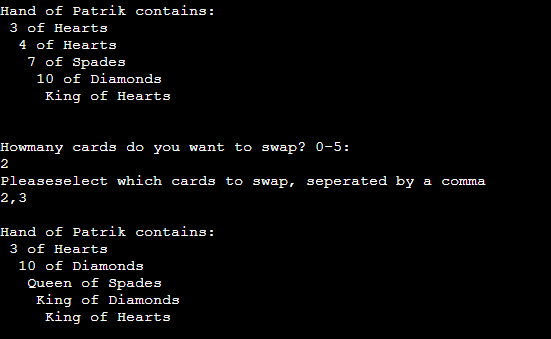 Hand of Patrik contains:
3 of Hearts
4 of Hearts
7 of Spades
10 of Diamonds
King of Hearts
Howmany cards do you want to swap? 0-5:
2
Pleaseselect which cards to swap, seperated by a comma
2,3
Hand of Patrik contains:
3 of Hearts
10 of Diamonds
Queen of Spades
King of Diamonds
King of Hearts